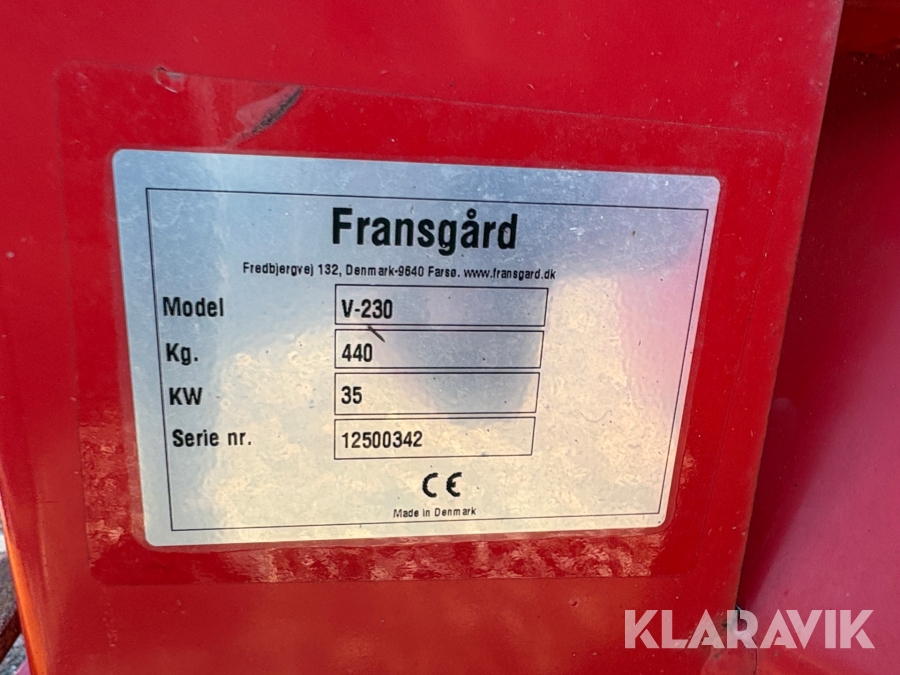 Fransgård
Fredbjergvej 132, Denmark-9640 Farsø. www.fransgard.dk
Model V-230
Kg. 440
KW 35
Serie nr. 12500342
CE
Made in Denmark
KLARAVIK